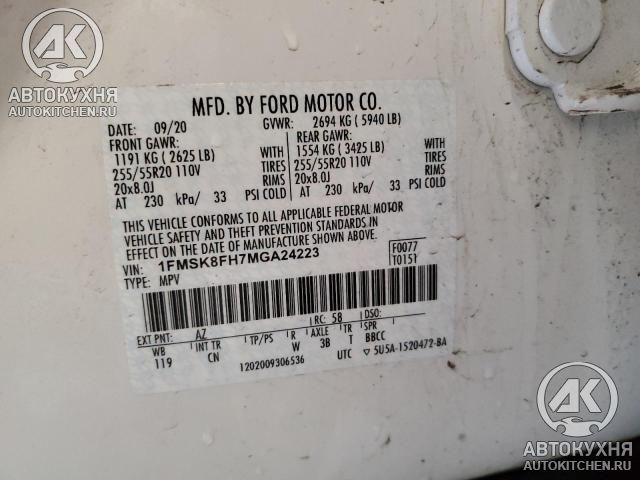 АК
АВТОКУХНЯ
AUTOKITCHEN.RU
MFD. BY FORD MOTOR CO.
DATE: 09/20 GVWR: 2694 KG ( 5940 LB)
FRONT GAWR: REAR GAWR:
1191 KG ( 2625 LB) WITH 1554 KG ( 3425 LB) WITH
255/55R20 110V TIRES 255/55R20 110V TIRES
20x8.0J RIMS 20x8.0J RIMS
AT 230 kPa/ 33 PSI COLD AT 230 kPa/ 33 PSI COLD
THIS VEHICLE CONFORMS TO ALL APPLICABLE FEDERAL MOTOR
VEHICLE SAFETY AND THEFT PREVENTION STANDARDS IN
EFFECT ON THE DATE OF MANUFACTURE SHOWN ABOVE.
VIN: 1FMSK8FH7MGA24223 F0077
TYPE: MPV T0151
EXT PNT: AZ RC: 58 DSO:
WB INT TR TP/PS R AXLE TR SPR
119 CN W 3B T BBCC
1202009306536 UTC ▽ 5U5A-1520472-BA
АК
АВТОКУХНЯ
AUTOKITCHEN.RU